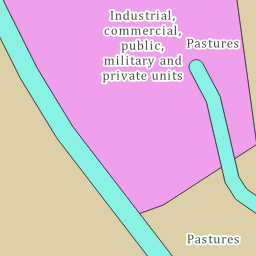 Industrial,
commercial,
public,
military and
private units
Pastures
Pastures